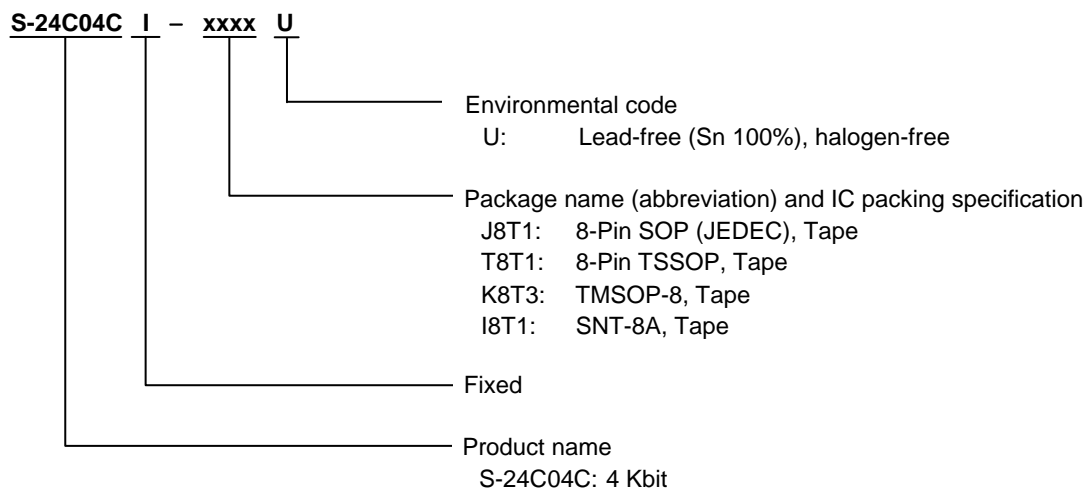 S-24C04C I – xxxx U
Environmental code
U: Lead-free (Sn 100%), halogen-free
Package name (abbreviation) and IC packing specification
J8T1: 8-Pin SOP (JEDEC), Tape
T8T1: 8-Pin TSSOP, Tape
K8T3: TMSOP-8, Tape
I8T1: SNT-8A, Tape
Fixed
Product name
S-24C04C: 4 Kbit